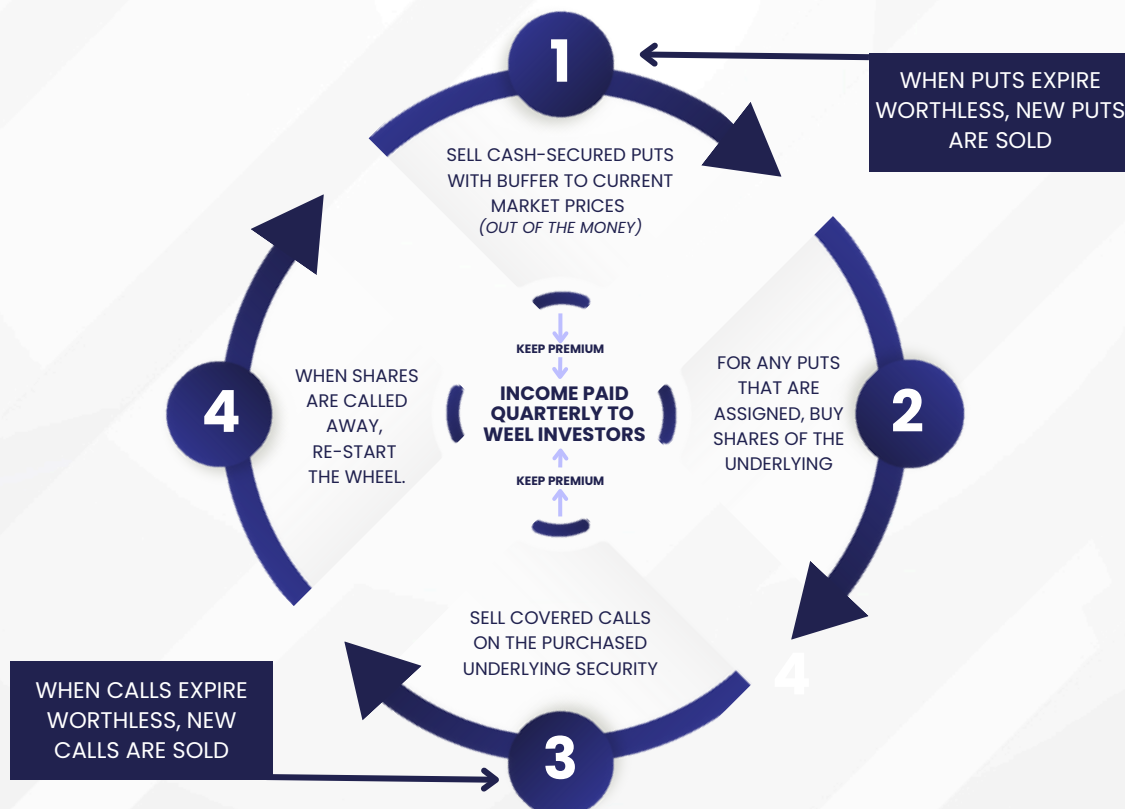 1
WHEN PUTS EXPIRE
WORTHLESS, NEW PUTS
ARE SOLD
SELL CASH-SECURED PUTS
WITH BUFFER TO CURRENT
MARKET PRICES
(OUT OF THE MONEY)
2
FOR ANY PUTS
THAT ARE
ASSIGNED, BUY
SHARES OF THE
UNDERLYING
KEEP PREMIUM
INCOME PAID
QUARTERLY TO
WEEL INVESTORS
KEEP PREMIUM
4
WHEN SHARES
ARE CALLED
AWAY,
RE-START
THE WHEEL.
SELL COVERED CALLS
ON THE PURCHASED
UNDERLYING SECURITY
4
3
WHEN CALLS EXPIRE
WORTHLESS, NEW
CALLS ARE SOLD